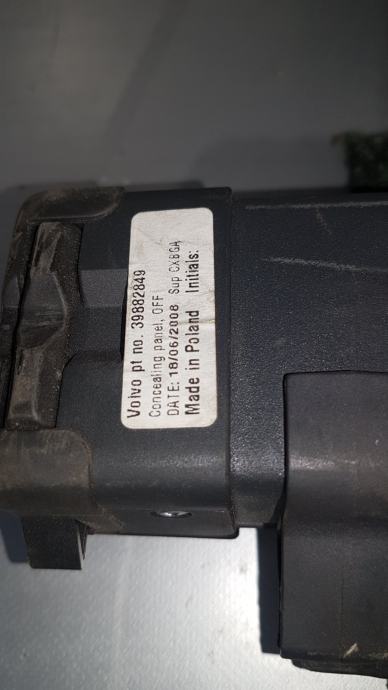 Volvo pt no. 39882849
Concealing panel, OFF
DATE: 18/06/2008 Sup CXBGA
Made in Poland Initials: